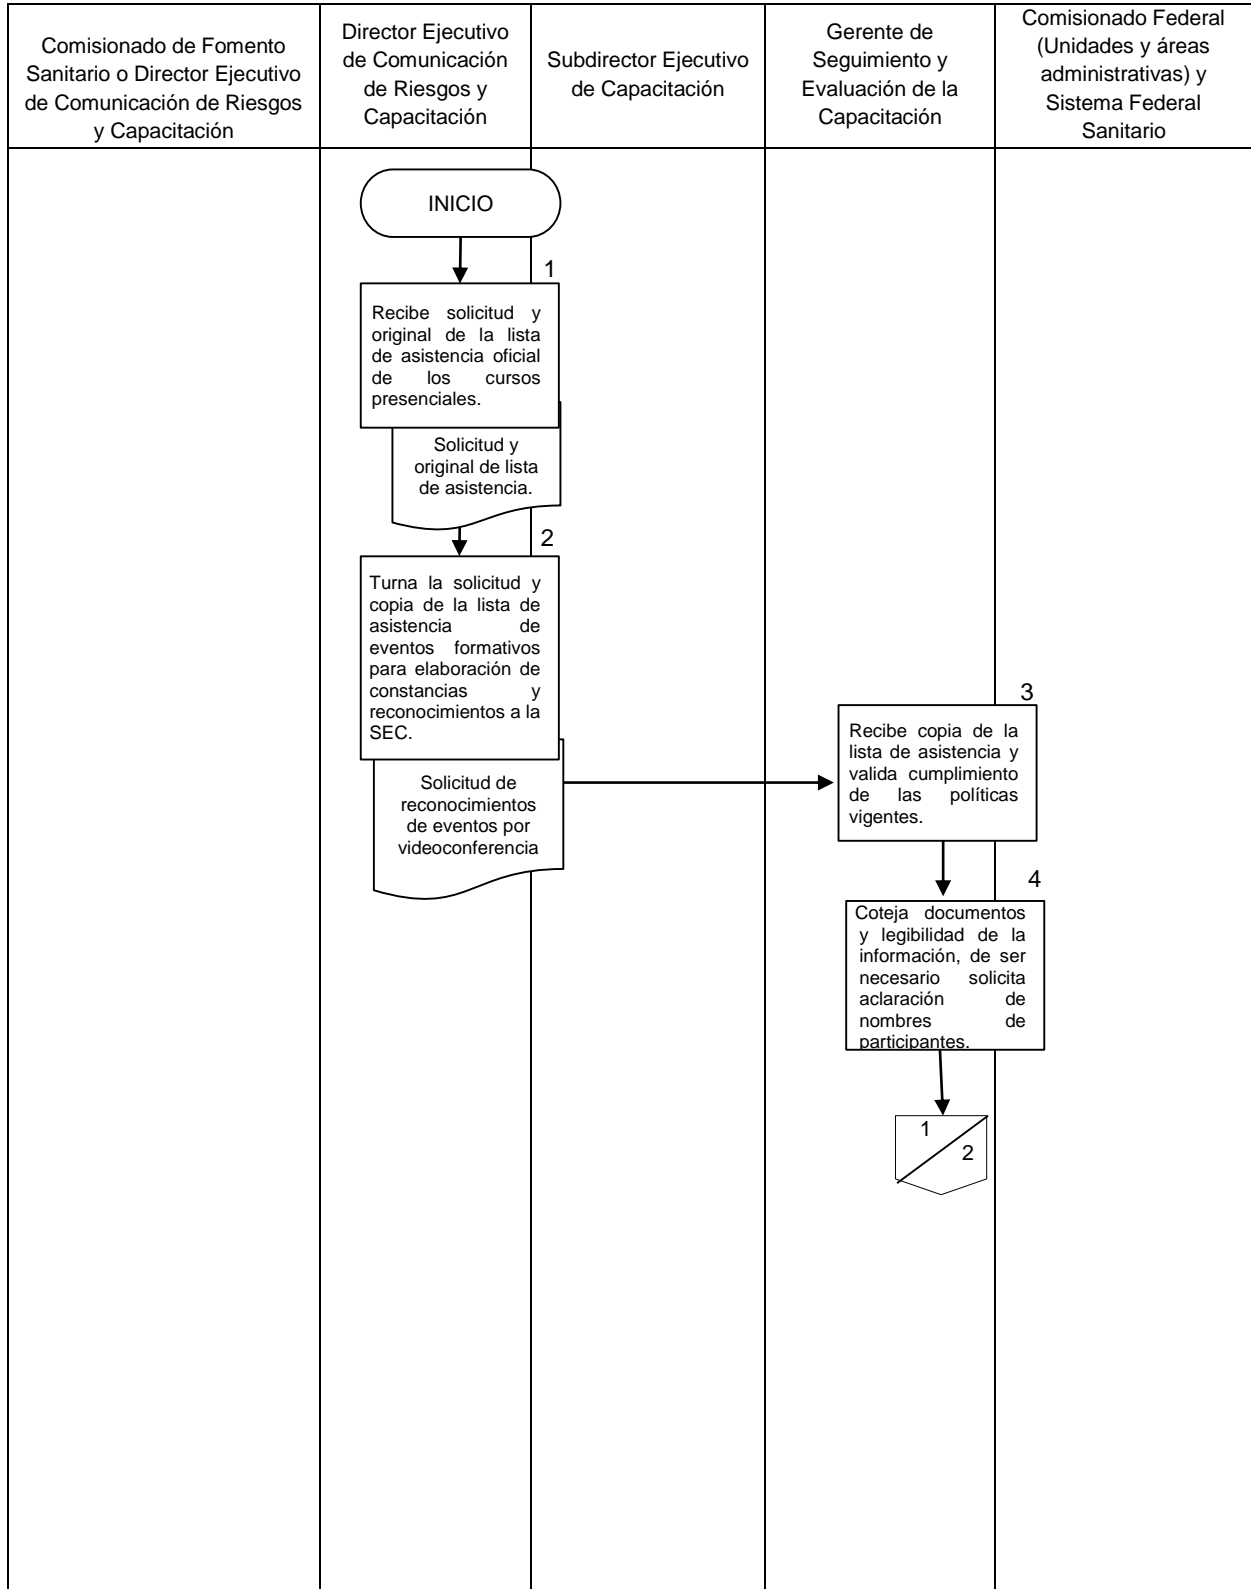 Comisionado de Fomento
Sanitario o Director Ejecutivo
de Comunicación de Riesgos
y Capacitación
Director Ejecutivo
de Comunicación
de Riesgos y
Capacitación
Subdirector Ejecutivo
de Capacitación
Gerente de
Seguimiento y
Evaluación de la
Capacitación
Comisionado Federal
(Unidades y áreas
administrativas) y
Sistema Federal
Sanitario
INICIO
1
Recibe solicitud y
original de la lista
de asistencia oficial
de los cursos
presenciales.
Solicitud y
original de lista
de asistencia.
2
Turna la solicitud y
copia de la lista de
asistencia de
eventos formativos
para elaboración de
constancias y
reconocimientos a la
SEC.
Solicitud de
reconocimientos
de eventos por
videoconferencia
3
Recibe copia de la
lista de asistencia y
valida cumplimiento
de las políticas
vigentes.
4
Coteja documentos
y legibilidad de la
información, de ser
necesario solicita
aclaración de
nombres de
participantes.
1
2